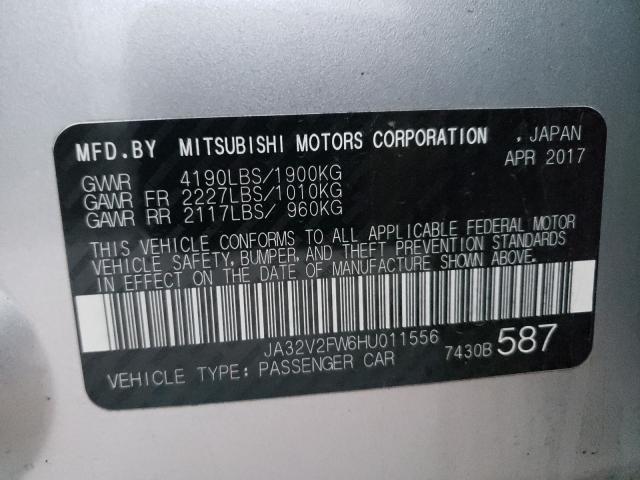 MFD.BY MITSUBISHI MOTORS CORPORATION , JAPAN
APR 2017
GVWR 4190LBS/1900KG
GAWR FR 2227LBS/1010KG
GAWR RR 2117LBS/ 960KG
THIS VEHICLE CONFORMS TO ALL APPLICABLE FEDERAL MOTOR
VEHICLE SAFETY, BUMPER, AND THEFT PREVENTION STANDARDS
IN EFFECT ON THE DATE OF MANUFACTURE SHOWN ABOVE.
JA32V2FW6HU011556
7430B 587
VEHICLE TYPE: PASSENGER CAR